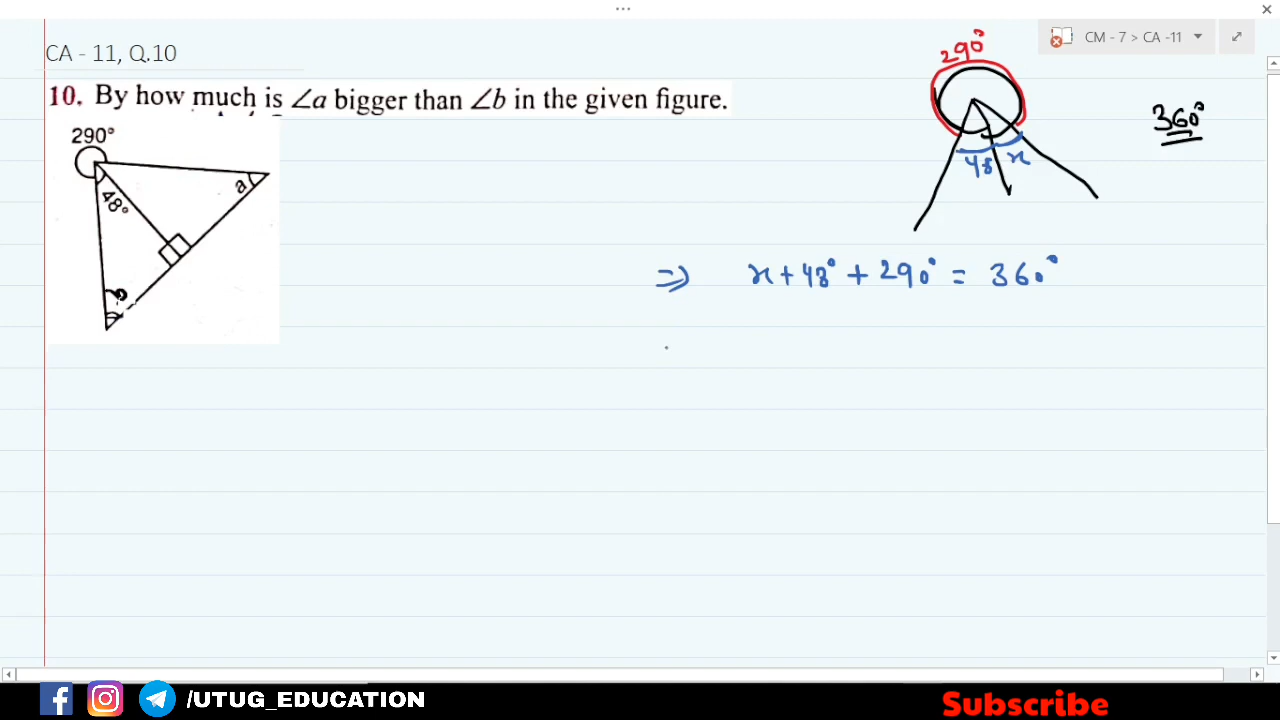 CA - 11, Q.10
CM - 7 > CA -11
10. By how much is ∠a bigger than ∠b in the given figure.
290°
48°
a
b
290°
48 x
360°
⇒ x + 48° + 290° = 360°
/UTUG_EDUCATION
Subscribe